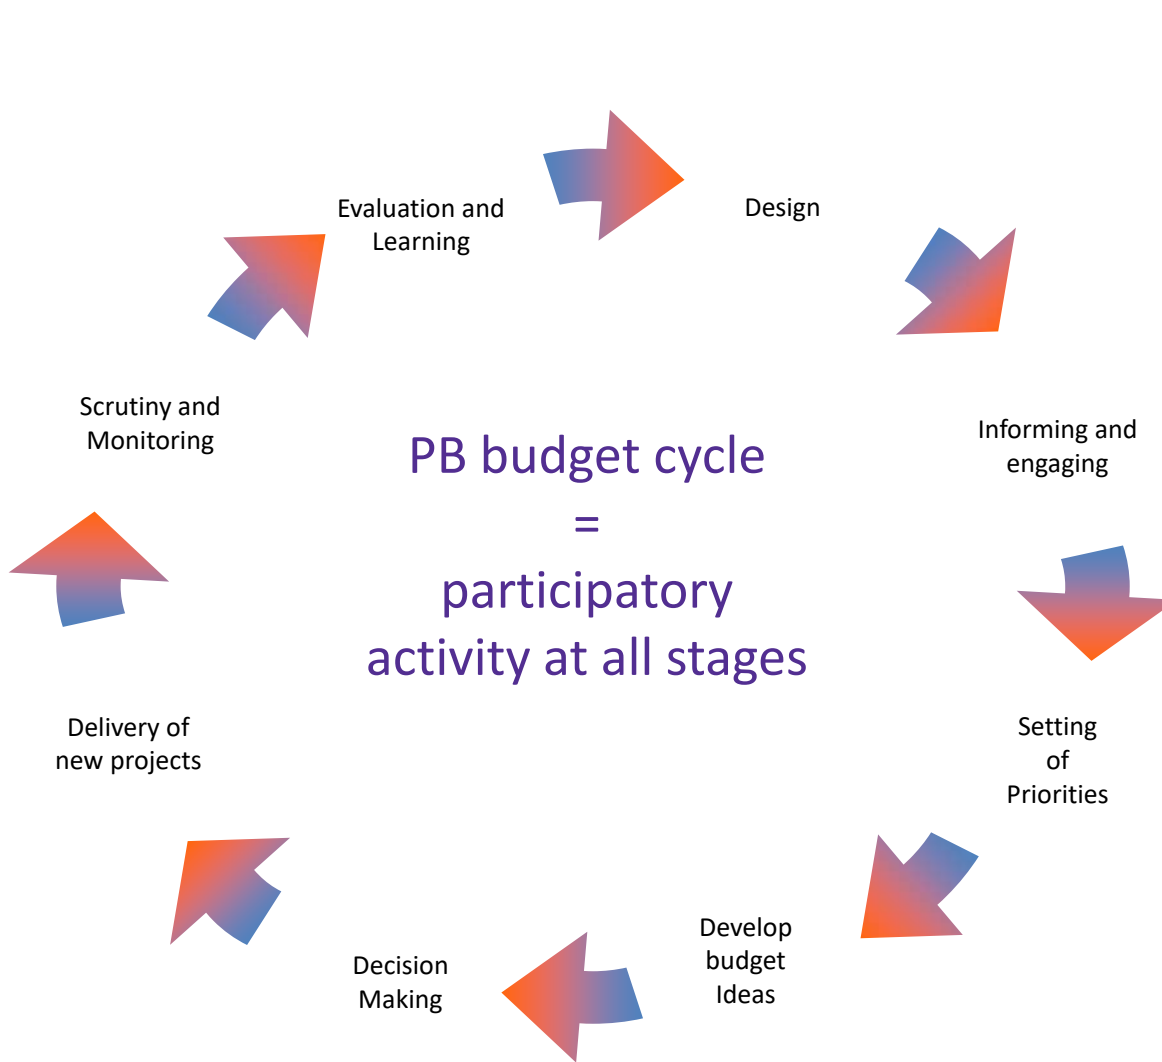 Evaluation and
Learning
Design
Informing and
engaging
Setting
of
Priorities
Develop
budget
Ideas
Decision
Making
Delivery of
new projects
Scrutiny and
Monitoring
PB budget cycle
=
participatory
activity at all stages